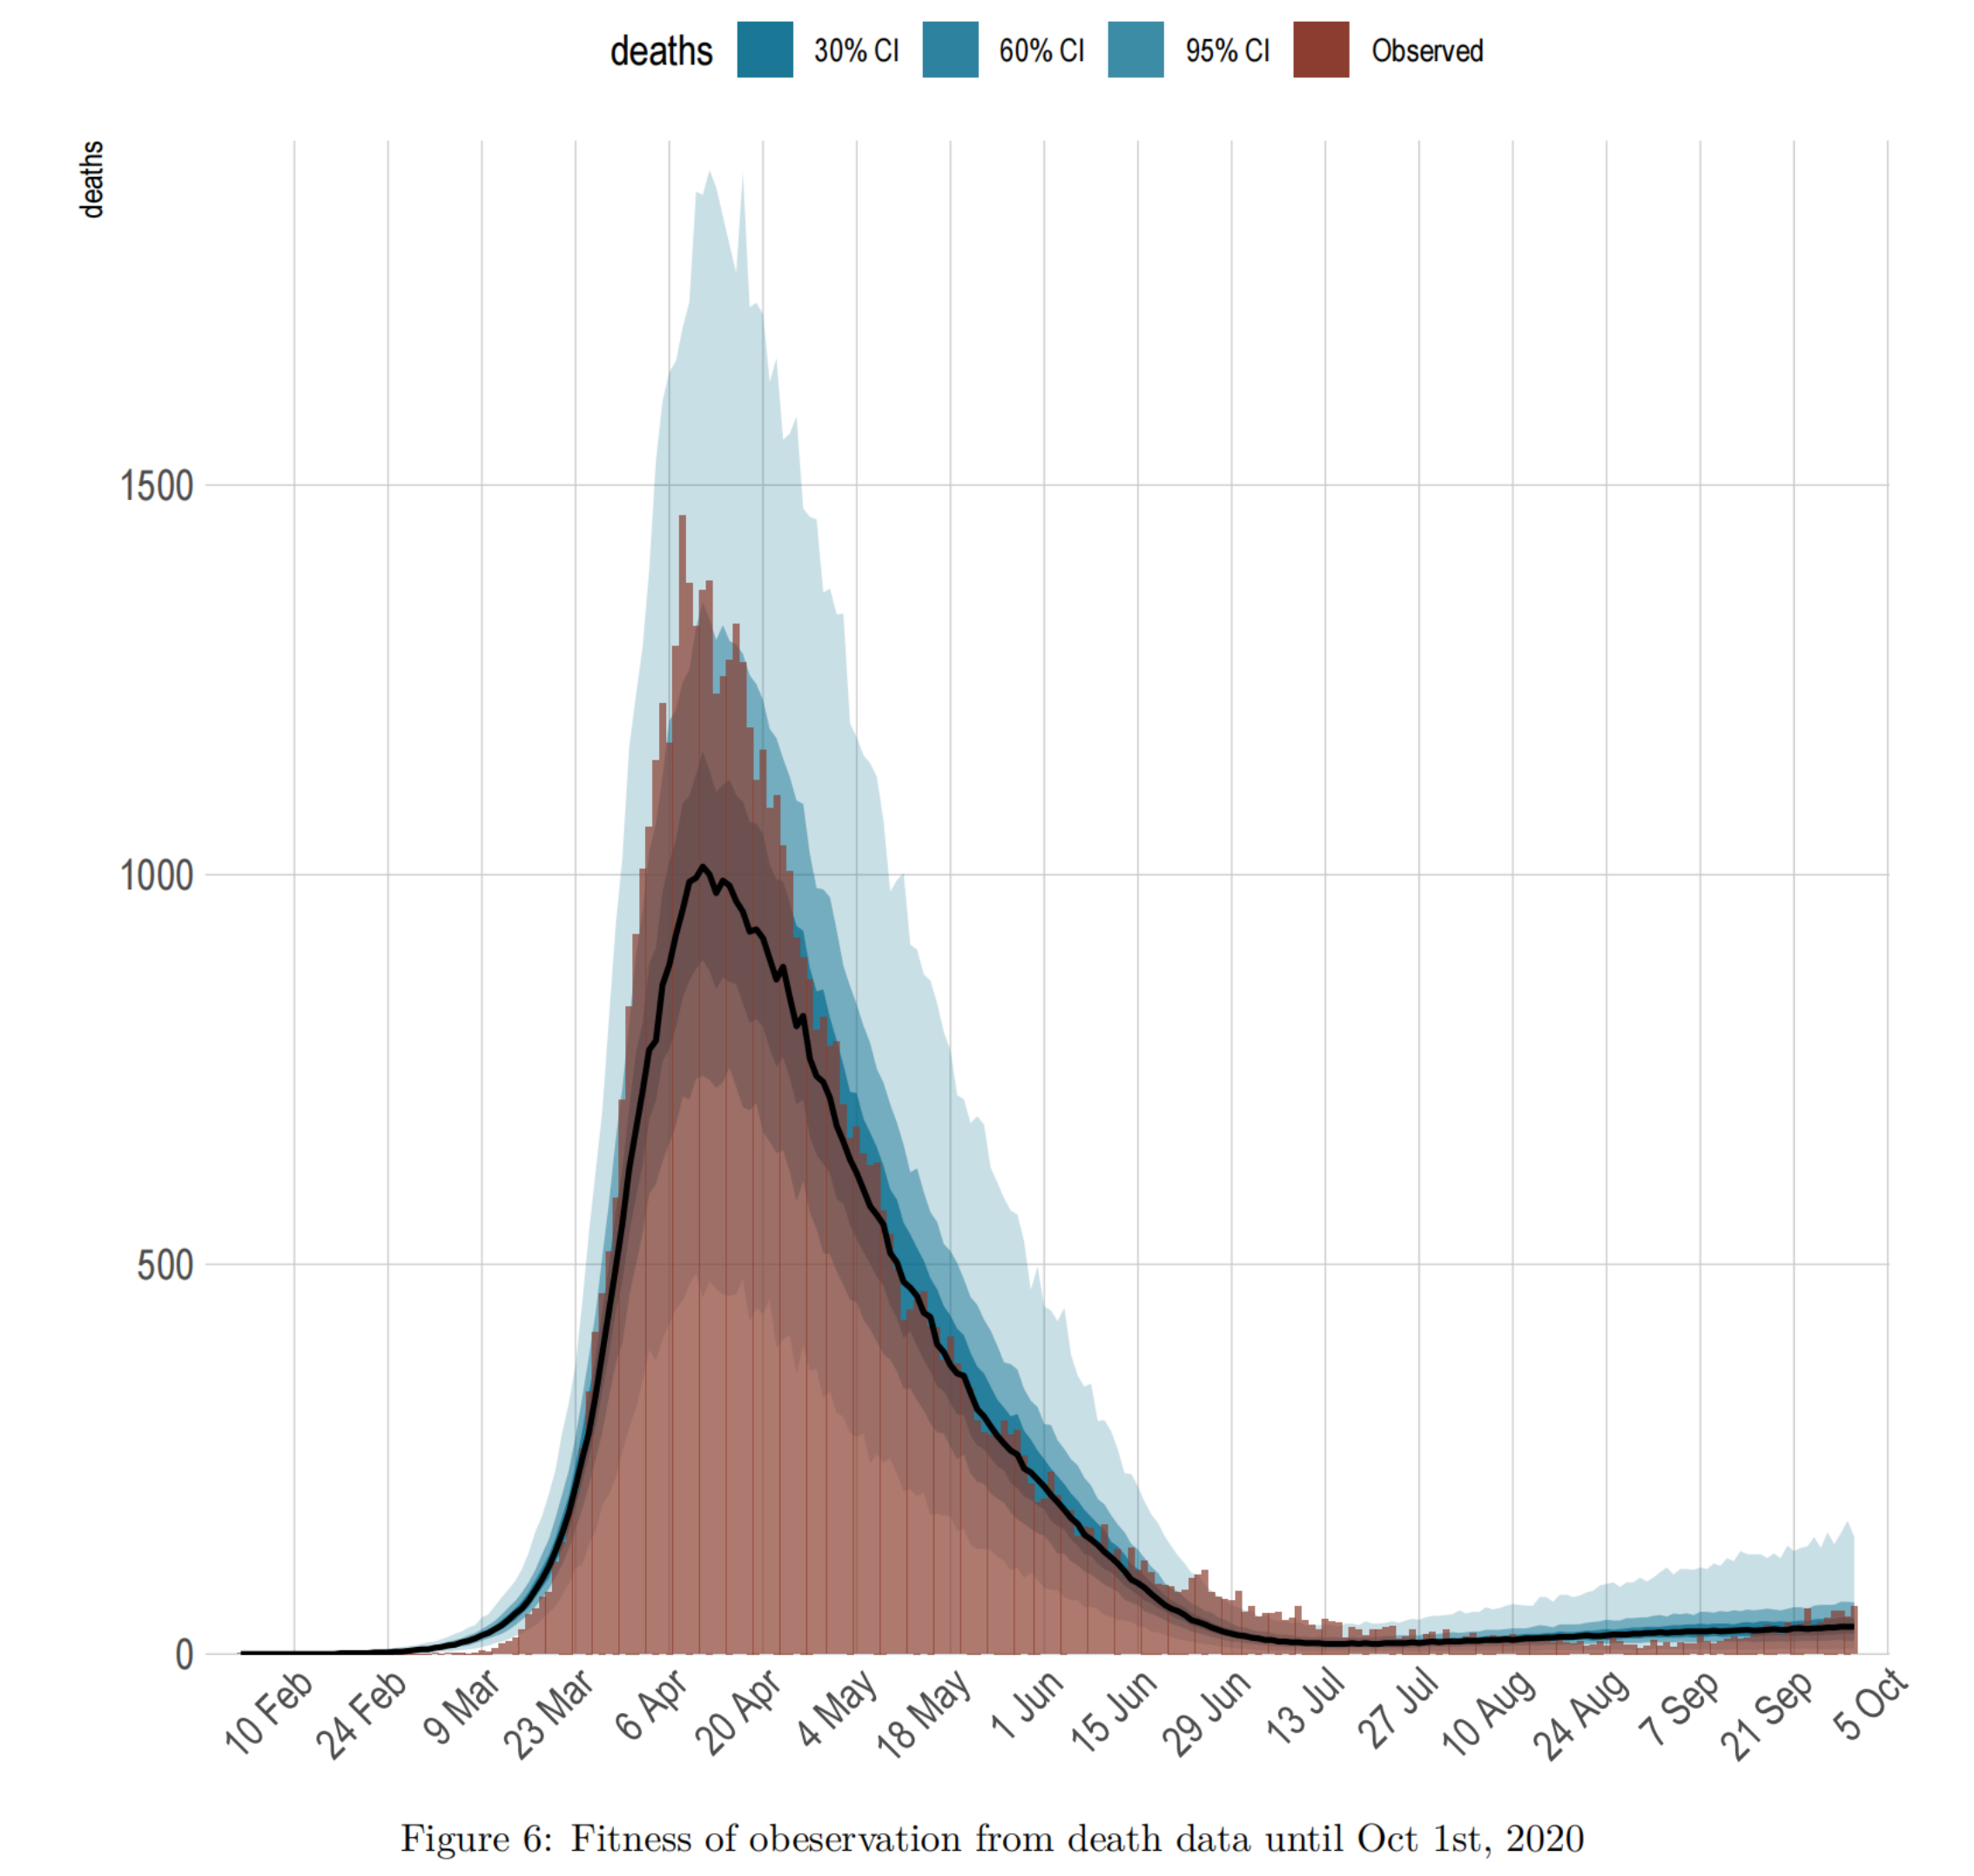 deaths 30% CI 60% CI 95% CI Observed
deaths
1500
1000
500
0
10 Feb 24 Feb 9 Mar 23 Mar 6 Apr 20 Apr 4 May 18 May 1 Jun 15 Jun 29 Jun 13 Jul 27 Jul 10 Aug 24 Aug 7 Sep 21 Sep 5 Oct
Figure 6: Fitness of obeservation from death data until Oct 1st, 2020